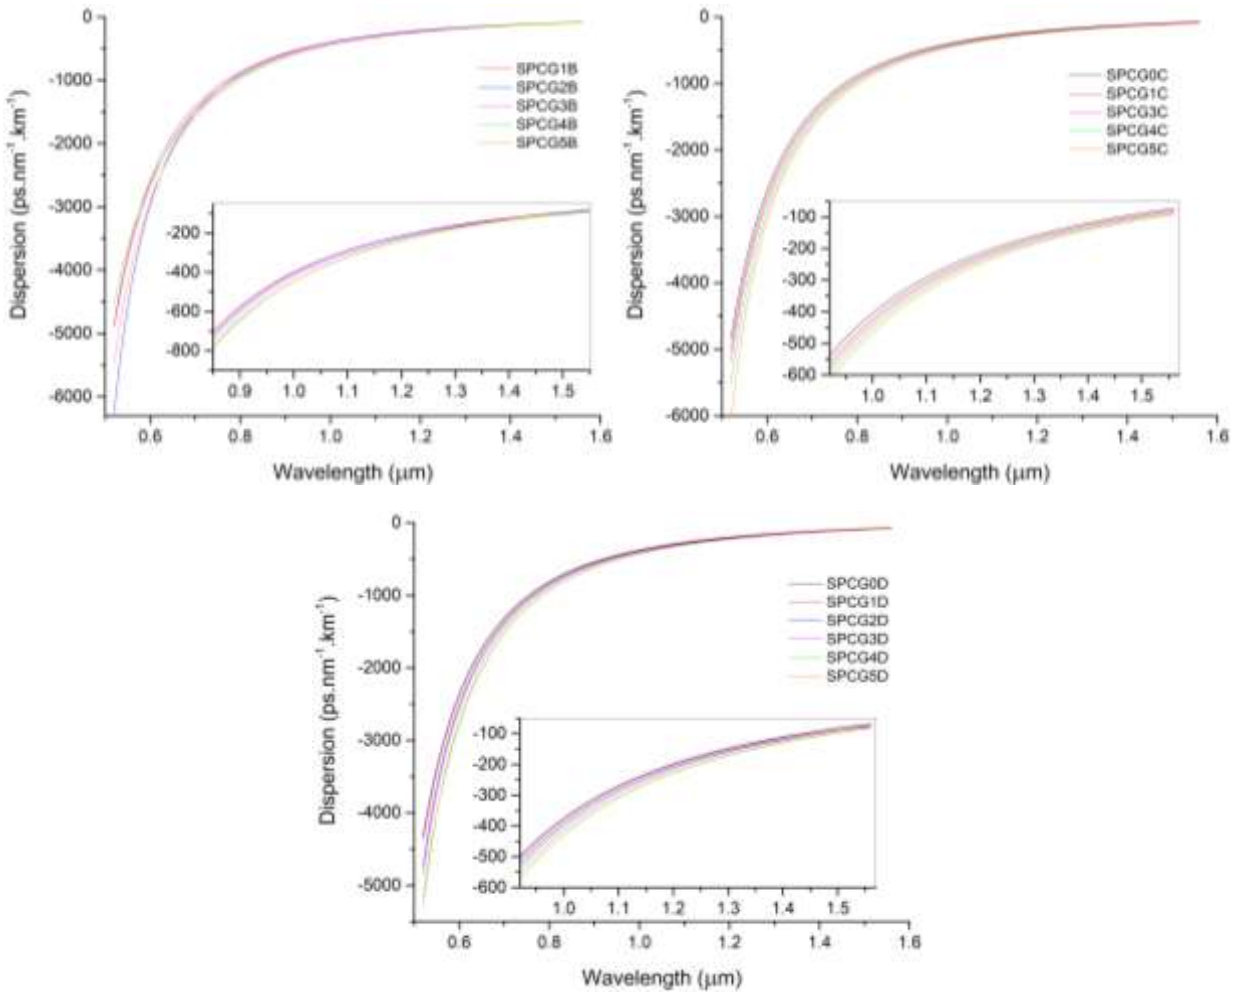 0
-1000
-2000
-3000
-4000
-5000
-6000
Dispersion (ps.nm⁻¹.km⁻¹)
SPCG1B
SPCG2B
SPCG3B
SPCG4B
SPCG5B
-200
-400
-600
-800
0.9 1.0 1.1 1.2 1.3 1.4 1.5
0.6 0.8 1.0 1.2 1.4 1.6
Wavelength (μm)
0
-1000
-2000
-3000
-4000
-5000
-6000
Dispersion (ps.nm⁻¹.km⁻¹)
SPCG0C
SPCG1C
SPCG3C
SPCG4C
SPCG5C
-100
-200
-300
-400
-500
-600
1.0 1.1 1.2 1.3 1.4 1.5
0.6 0.8 1.0 1.2 1.4 1.6
Wavelength (μm)
0
-1000
-2000
-3000
-4000
-5000
Dispersion (ps.nm⁻¹.km⁻¹)
SPCG0D
SPCG1D
SPCG2D
SPCG3D
SPCG4D
SPCG5D
-100
-200
-300
-400
-500
-600
1.0 1.1 1.2 1.3 1.4 1.5
0.6 0.8 1.0 1.2 1.4 1.6
Wavelength (μm)